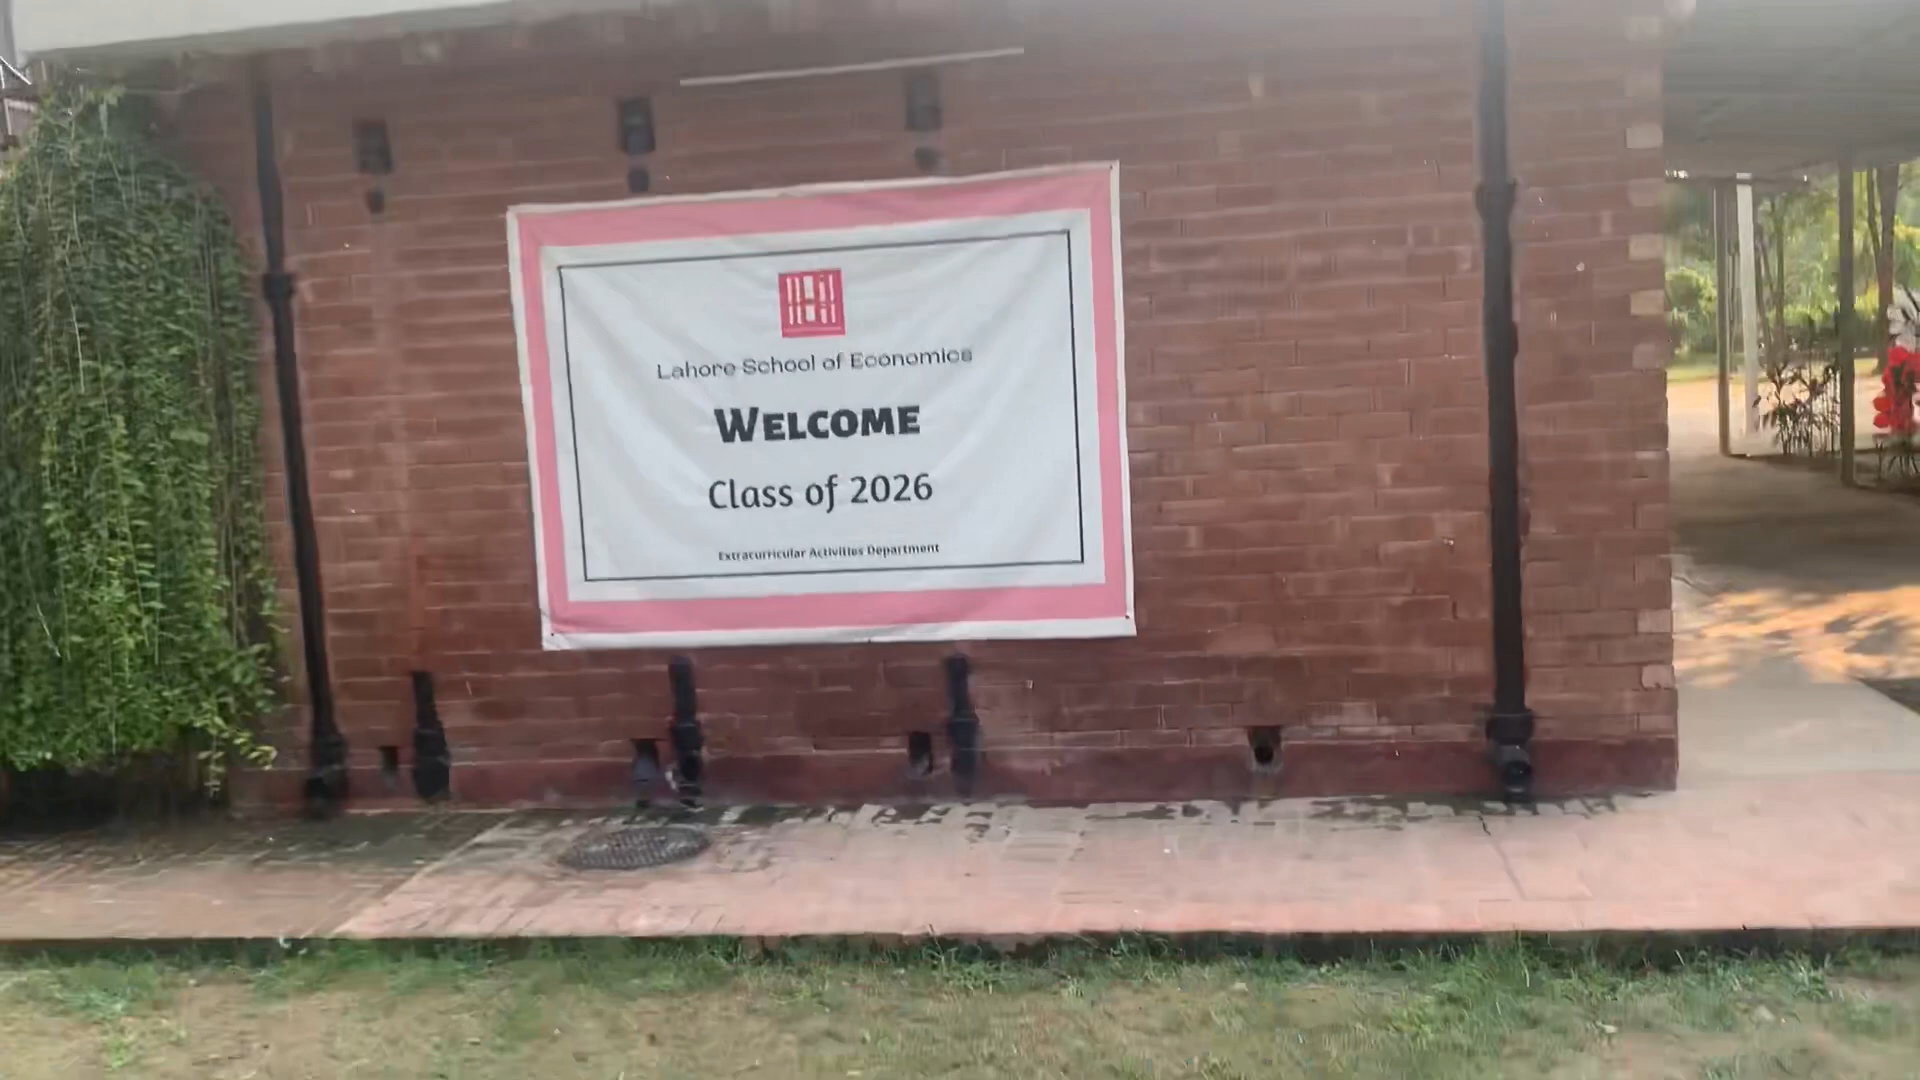 Lahore School of Economics
WELCOME
Class of 2026
Extracurricular Activities Department